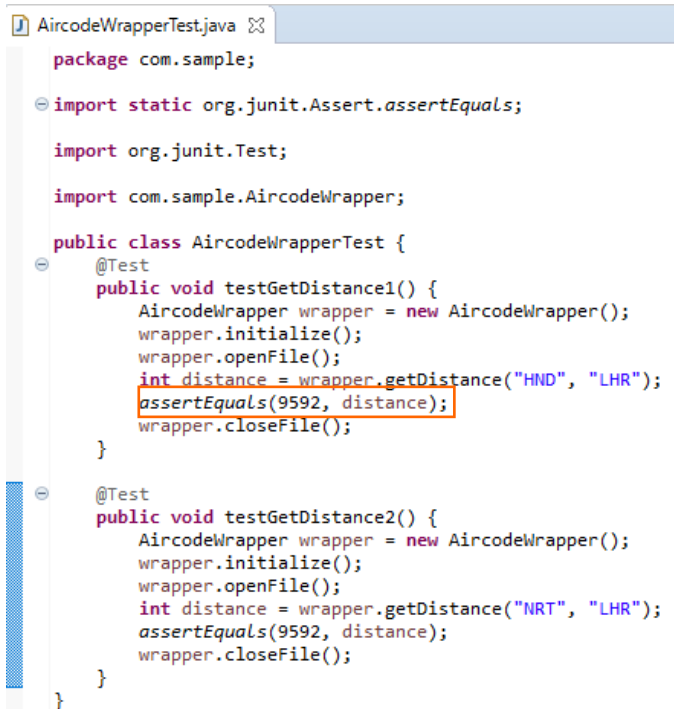 AircodeWrapperTest.java
package com.sample;
import static org.junit.Assert.assertEquals;
import org.junit.Test;
import com.sample.AircodeWrapper;
public class AircodeWrapperTest {
@Test
public void testGetDistance1() {
AircodeWrapper wrapper = new AircodeWrapper();
wrapper.initialize();
wrapper.openFile();
int distance = wrapper.getDistance("HND", "LHR");
assertEquals(9592, distance);
wrapper.closeFile();
}
@Test
public void testGetDistance2() {
AircodeWrapper wrapper = new AircodeWrapper();
wrapper.initialize();
wrapper.openFile();
int distance = wrapper.getDistance("NRT", "LHR");
assertEquals(9592, distance);
wrapper.closeFile();
}
}